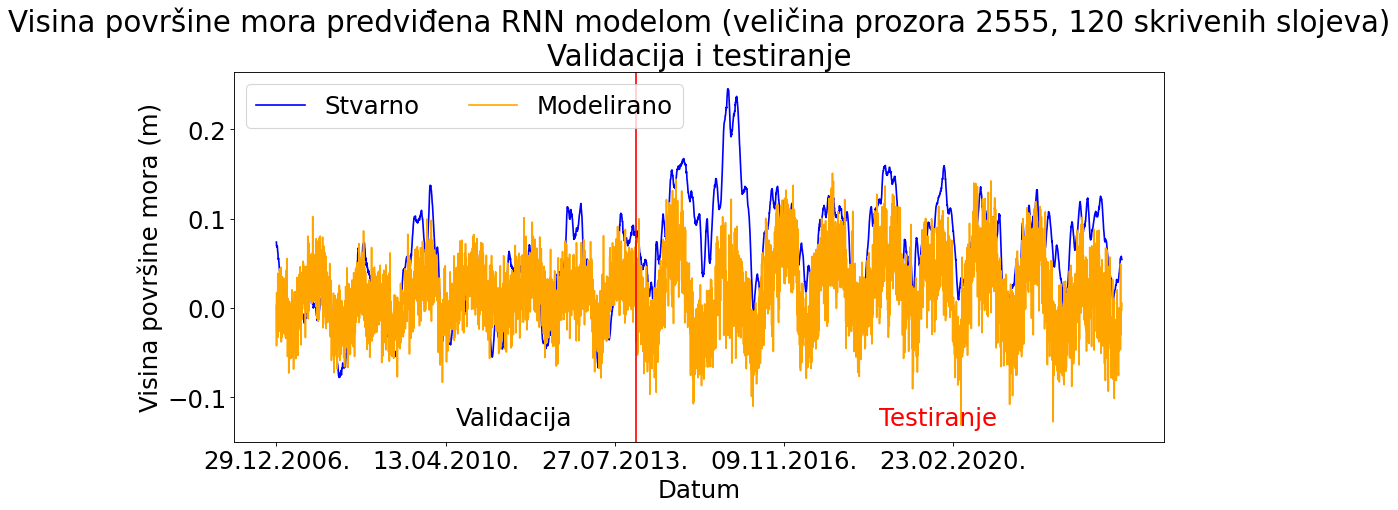 Visina površine mora predviđena RNN modelom (veličina prozora 2555, 120 skrivenih slojeva)
Validacija i testiranje
Stvarno
Modelirano
Visina površine mora (m)
0.2
0.1
0.0
−0.1
Validacija
Testiranje
29.12.2006.
13.04.2010.
27.07.2013.
09.11.2016.
23.02.2020.
Datum